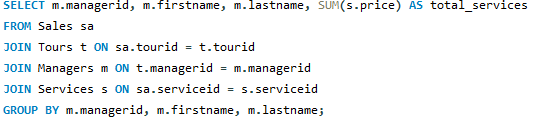 SELECT m.managerid, m.firstname, m.lastname, SUM(s.price) AS total_services
FROM Sales sa
JOIN Tours t ON sa.tourid = t.tourid
JOIN Managers m ON t.managerid = m.managerid
JOIN Services s ON sa.serviceid = s.serviceid
GROUP BY m.managerid, m.firstname, m.lastname;